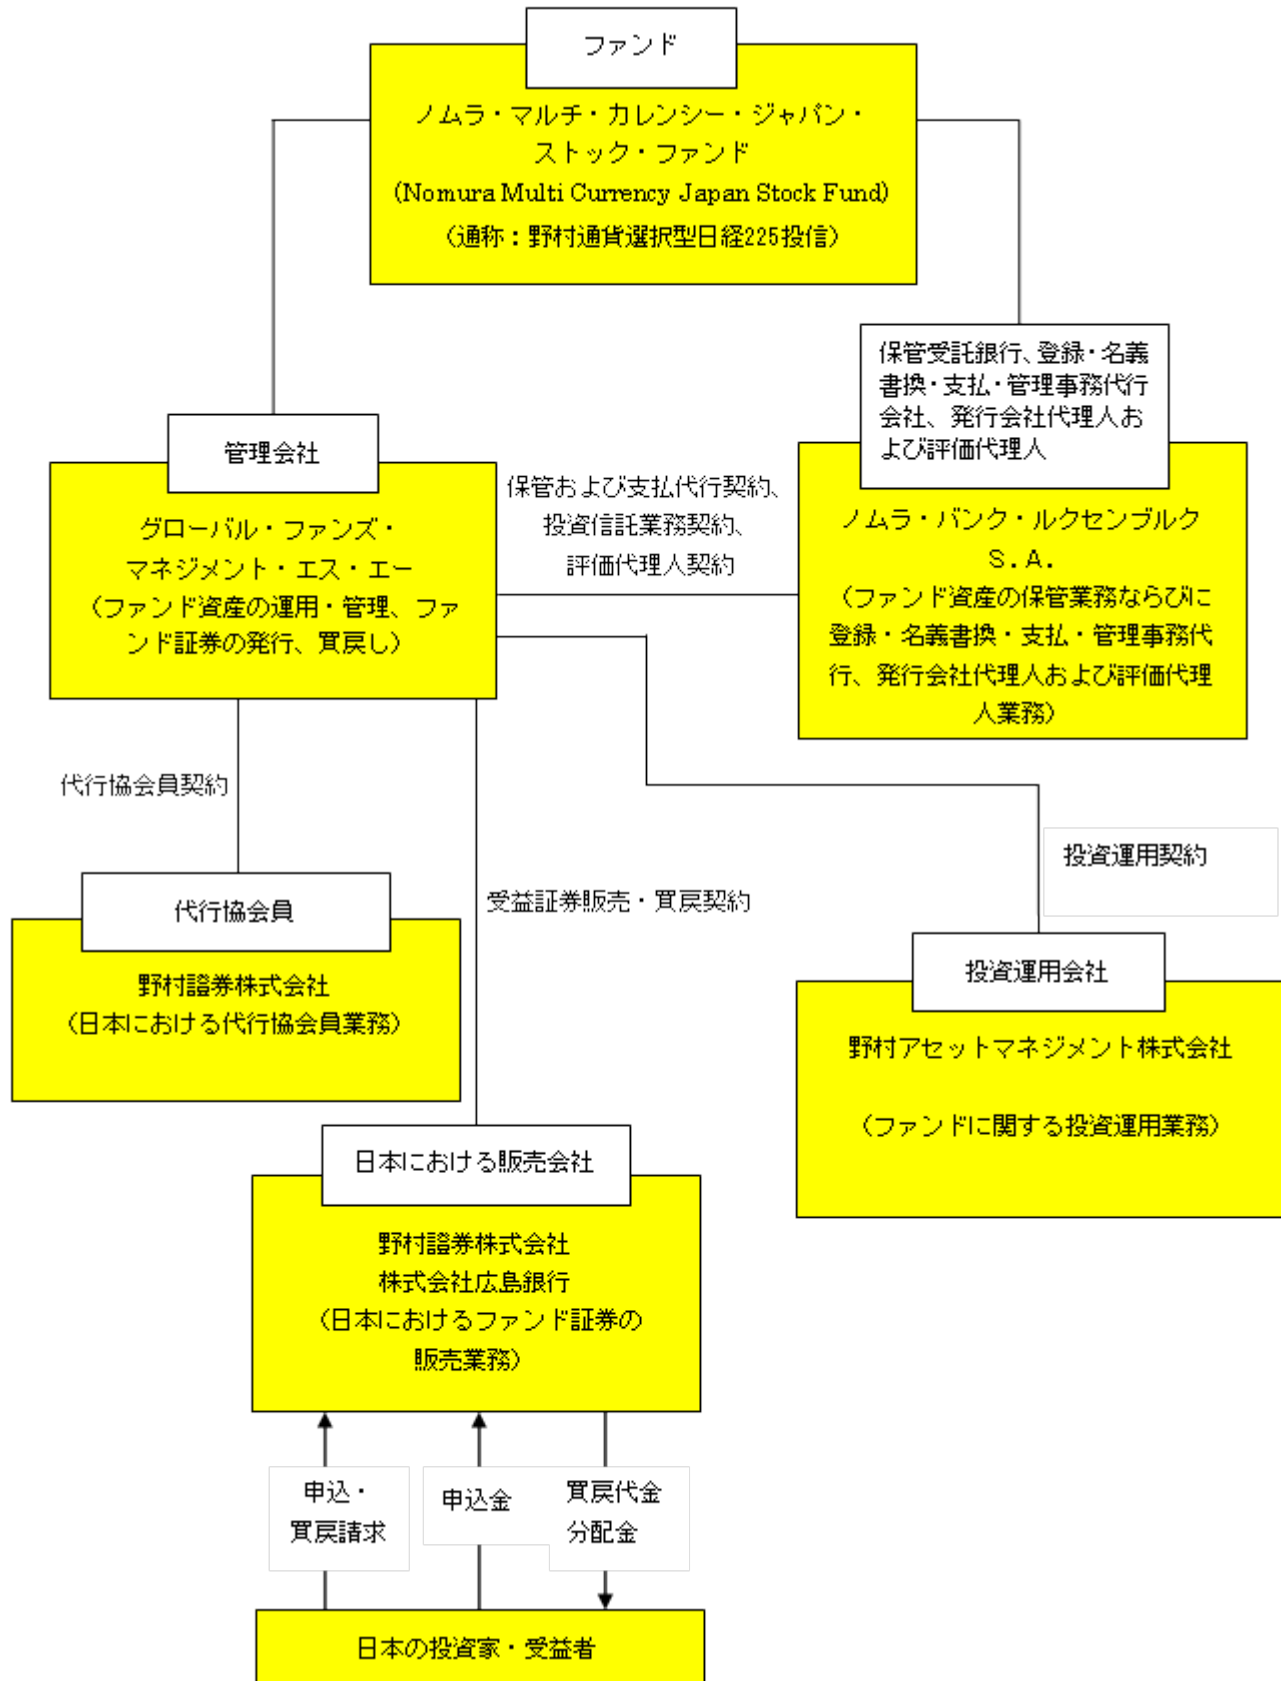 ファンド
ノムラ・マルチ・カレンシー・ジャパン・
ストック・ファンド
(Nomura Multi Currency Japan Stock Fund)
（通称：野村通貨選択型日経225投信）
保管受託銀行、登録・名義
書換・支払・管理事務代行
会社、発行会社代理人お
よび評価代理人
管理会社
グローバル・ファンズ・
マネジメント・エス・エー
（ファンド資産の運用・管理、ファ
ンド証券の発行、買戻し）
保管および支払代行契約、
投資信託業務契約、
評価代理人契約
ノムラ・バンク・ルクセンブルク
Ｓ．Ａ．
（ファンド資産の保管業務ならびに
登録・名義書換・支払・管理事務代
行、発行会社代理人および評価代理
人業務）
代行協会員契約
受益証券販売・買戻契約
投資運用契約
代行協会員
野村證券株式会社
（日本における代行協会員業務）
投資運用会社
野村アセットマネジメント株式会社
（ファンドに関する投資運用業務）
日本における販売会社
野村證券株式会社
株式会社広島銀行
（日本におけるファンド証券の
販売業務）
申込・
買戻請求
申込金
買戻代金
分配金
日本の投資家・受益者